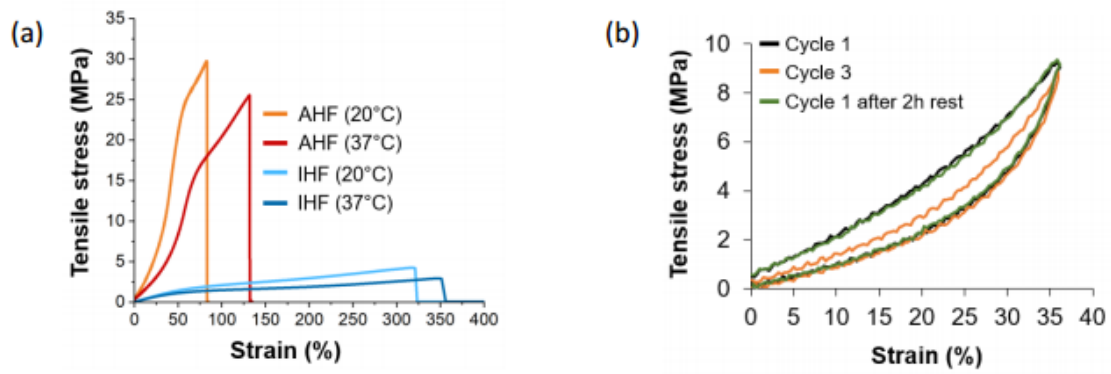 (a)
Tensile stress (MPa)
35
30
25
20
15
10
5
0
AHF (20°C)
AHF (37°C)
IHF (20°C)
IHF (37°C)
0 50 100 150 200 250 300 350 400
Strain (%)
(b)
Tensile stress (MPa)
10
8
6
4
2
0
Cycle 1
Cycle 3
Cycle 1 after 2h rest
0 5 10 15 20 25 30 35 40
Strain (%)